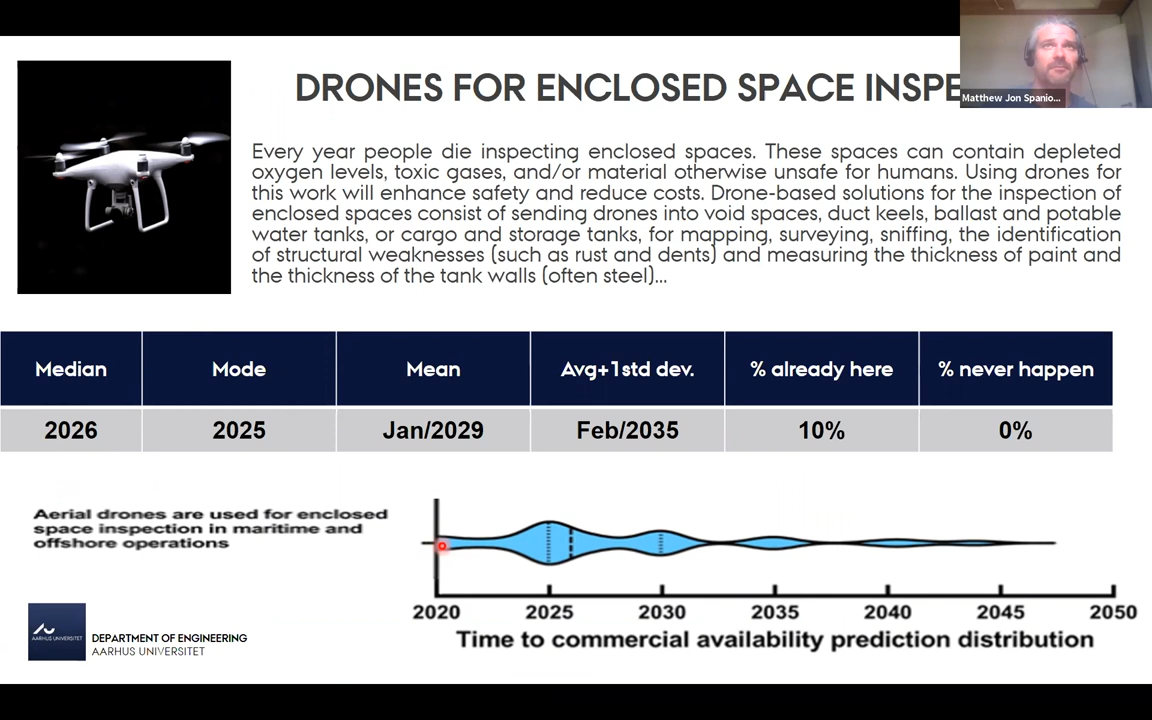 DRONES FOR ENCLOSED SPACE INSPE
Matthew Jon Spanio...
Every year people die inspecting enclosed spaces. These spaces can contain depleted
oxygen levels, toxic gases, and/or material otherwise unsafe for humans. Using drones for
this work will enhance safety and reduce costs. Drone-based solutions for the inspection of
enclosed spaces consist of sending drones into void spaces, duct keels, ballast and potable
water tanks, or cargo and storage tanks, for mapping, surveying, sniffing, the identification
of structural weaknesses (such as rust and dents) and measuring the thickness of paint and
the thickness of the tank walls (often steel)...
Median Mode Mean Avg+1std dev. % already here % never happen
2026 2025 Jan/2029 Feb/2035 10% 0%
Aerial drones are used for enclosed
space inspection in maritime and
offshore operations
2020 2025 2030 2035 2040 2045 2050
Time to commercial availability prediction distribution
AARHUS UNIVERSITET
DEPARTMENT OF ENGINEERING
AARHUS UNIVERSITET